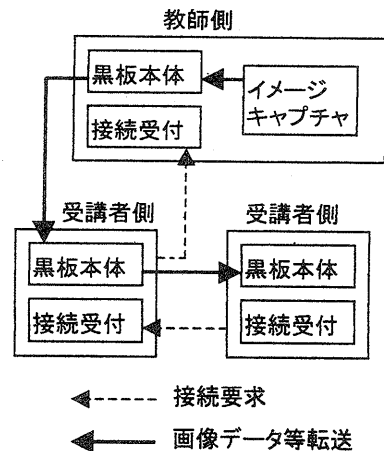 教師側
黒板本体
イメージ
キャプチャ
接続受付
受講者側
受講者側
黒板本体
黒板本体
接続受付
接続受付
接続要求
画像データ等転送